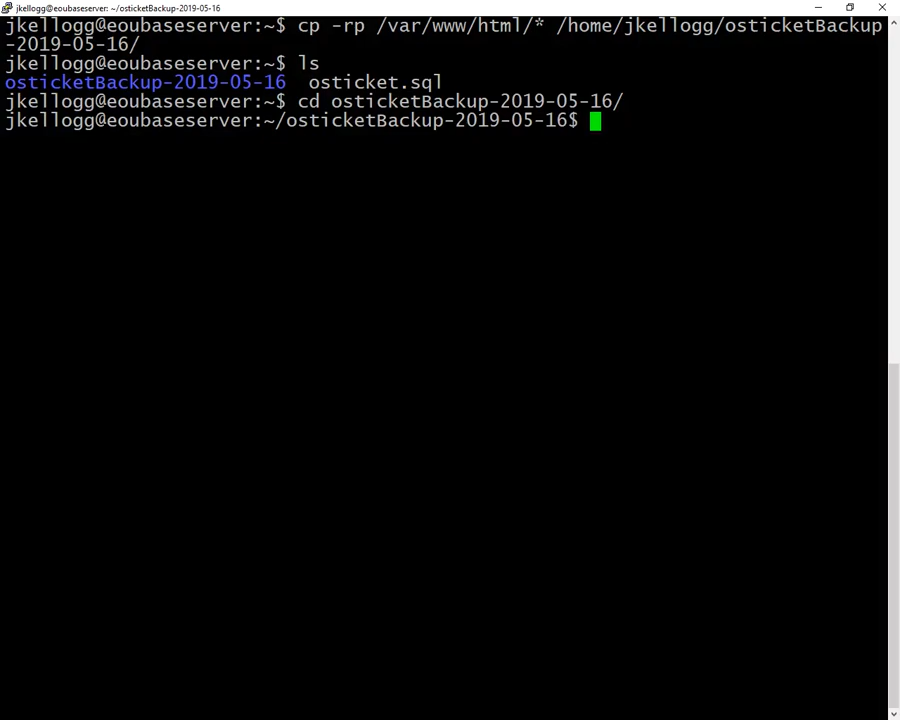 jkellogg@eoubaseserver: ~/osticketBackup-2019-05-16
jkellogg@eoubaseserver:~$ cp -rp /var/www/html/* /home/jkellogg/osticketBackup
-2019-05-16/
jkellogg@eoubaseserver:~$ ls
osticketBackup-2019-05-16  osticket.sql
jkellogg@eoubaseserver:~$ cd osticketBackup-2019-05-16/
jkellogg@eoubaseserver:~/osticketBackup-2019-05-16$